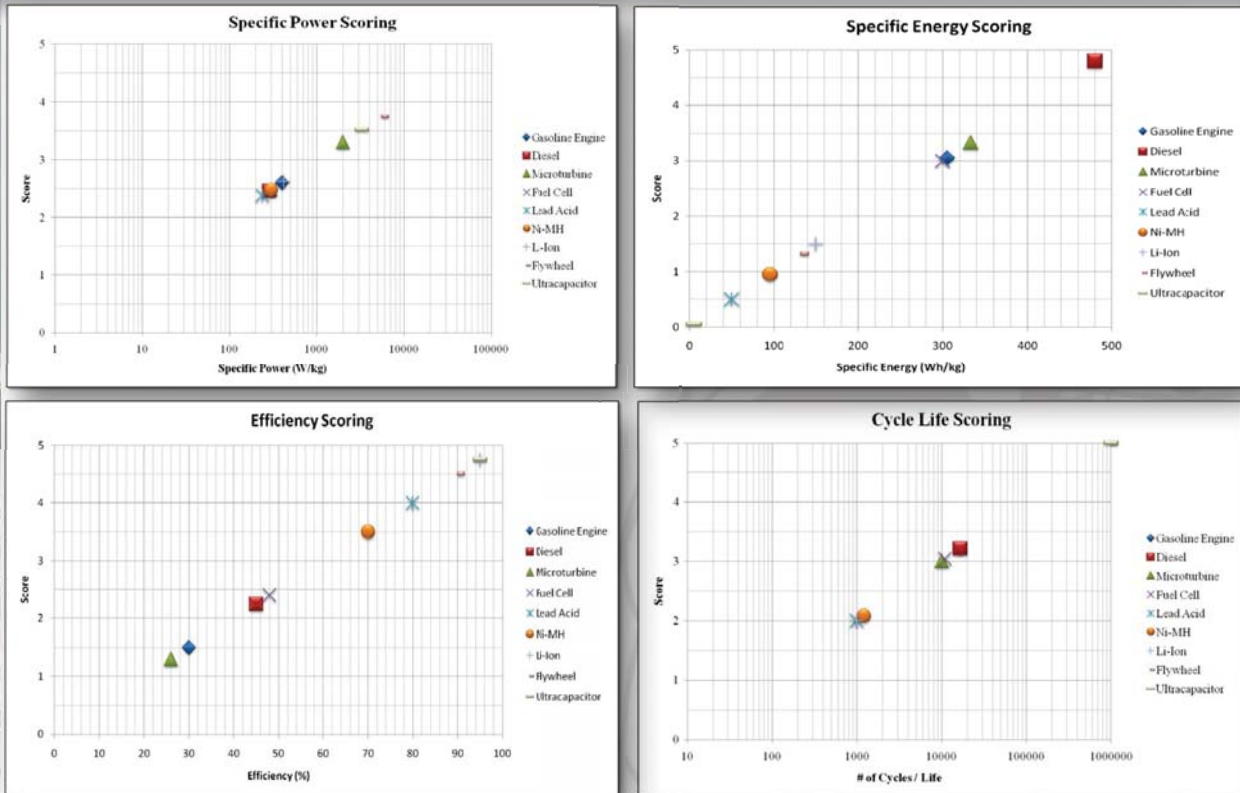 Specific Power Scoring
5
4
3
2
1
0
Score
1 10 100 1000 10000 100000
Specific Power (W/kg)
Gasoline Engine
Diesel
Microturbine
Fuel Cell
Lead Acid
Ni-MH
L-Ion
Flywheel
Ultracapacitor
Specific Energy Scoring
5
4
3
2
1
0
Score
0 100 200 300 400 500
Specific Energy (Wh/kg)
Gasoline Engine
Diesel
Microturbine
Fuel Cell
Lead Acid
Ni-MH
Li-Ion
Flywheel
Ultracapacitor
Efficiency Scoring
5
4
3
2
1
0
Score
0 10 20 30 40 50 60 70 80 90 100
Efficiency (%)
Gasoline Engine
Diesel
Microturbine
Fuel Cell
Lead Acid
Ni-MH
Li-Ion
Flywheel
Ultracapacitor
Cycle Life Scoring
5
4
3
2
1
0
Score
10 100 1000 10000 100000 1000000
# of Cycles / Life
Gasoline Engine
Diesel
Microturbine
Fuel Cell
Lead Acid
Ni-MH
Li-Ion
Flywheel
Ultracapacitor